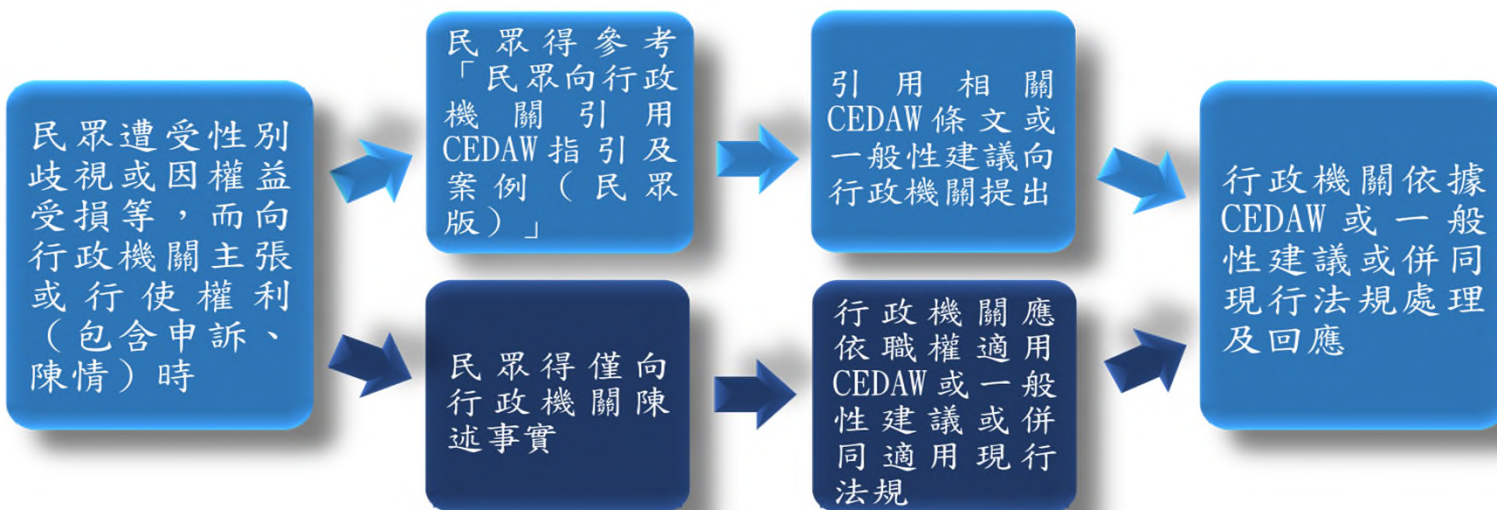 民眾遭受性別
歧視或因權益
受損等，而向
行政機關主張
或行使權利
（包含申訴、
陳情）時
民眾得參考
「民眾向行政
機關引用
CEDAW指引及
案例（民眾
版）」
引用相關
CEDAW條文或
一般性建議向
行政機關提出
民眾得僅向
行政機關陳
述事實
行政機關應
依職權適用
CEDAW或一般
性建議或併
同適用現行
法規
行政機關依據
CEDAW或一般
性建議或併同
現行法規處理
及回應